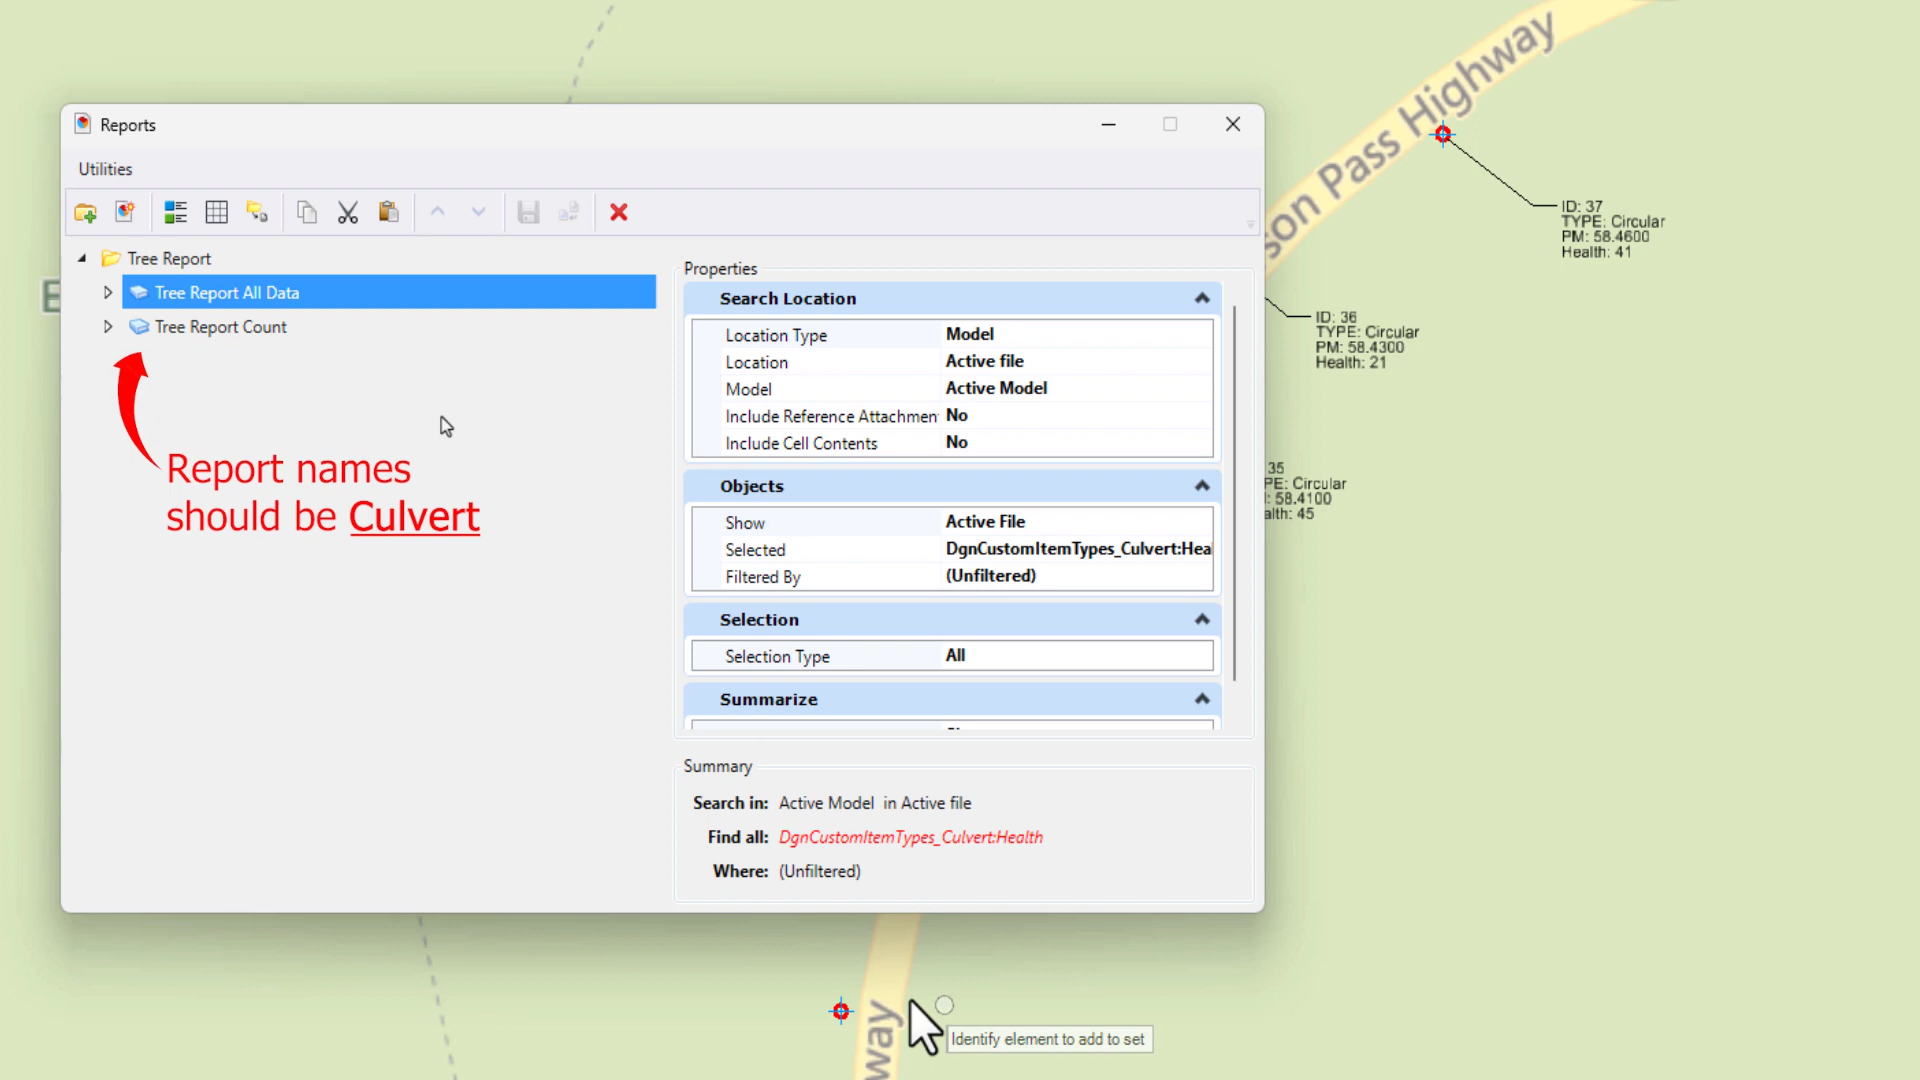 son Pass Highway
Reports
Utilities
Tree Report
Tree Report All Data
Tree Report Count
Report names
should be Culvert
Properties
Search Location
Location Type Model
Location Active file
Model Active Model
Include Reference Attachmen No
Include Cell Contents No
Objects
Show Active File
Selected DgnCustomItemTypes_Culvert:Heal
Filtered By (Unfiltered)
Selection
Selection Type All
Summarize
Summary
Search in: Active Model in Active file
Find all: DgnCustomItemTypes_Culvert:Health
Where: (Unfiltered)
ID: 37
TYPE: Circular
PM: 58.4600
Health: 41
ID: 36
TYPE: Circular
PM: 58.4300
Health: 21
35
PE: Circular
: 58.4100
alth: 45
way
Identify element to add to set